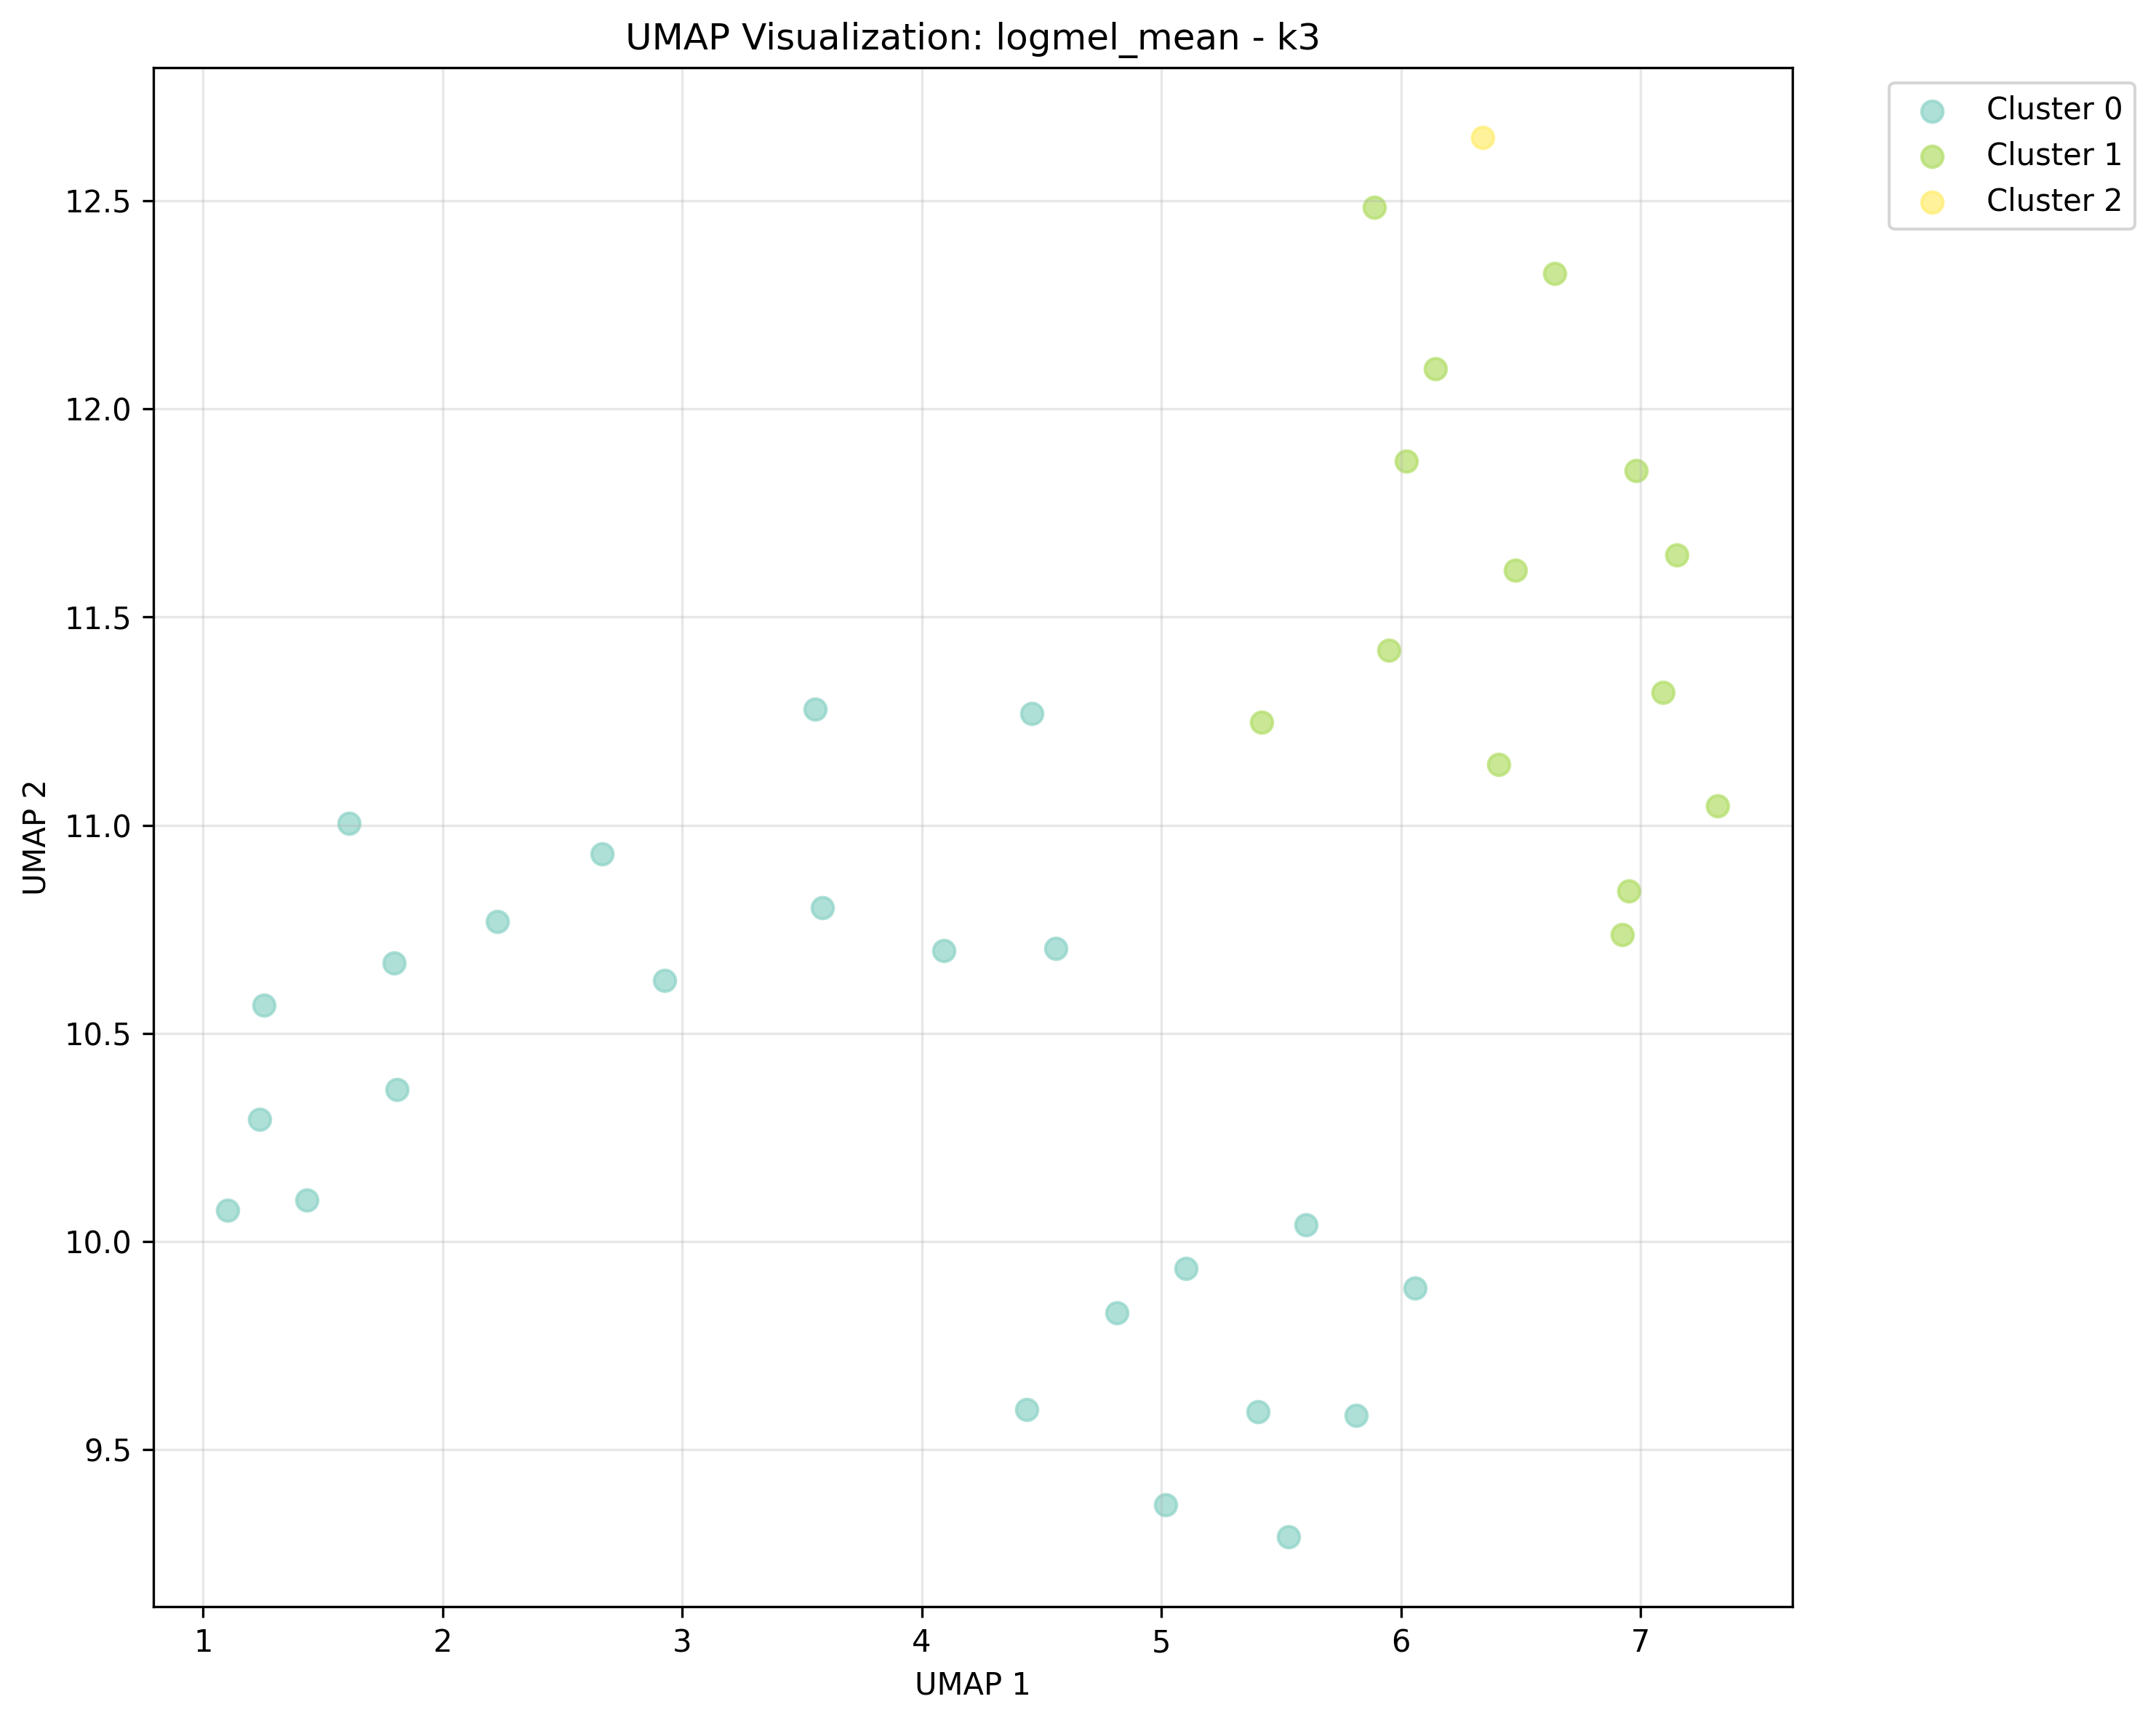 UMAP Visualization: logmel_mean - k3
Cluster 0
Cluster 1
Cluster 2
UMAP 2
12.5
12.0
11.5
11.0
10.5
10.0
9.5
1 2 3 4 5 6 7
UMAP 1